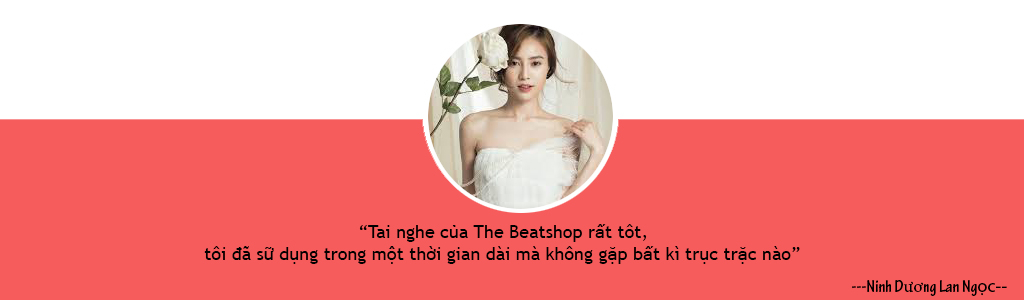 “Tai nghe của The Beatshop rất tôt,
tôi đã sữ dụng trong một thời gian dài mà không gặp bất kì trục trặc nào”
---Ninh Dương Lan Ngọc--